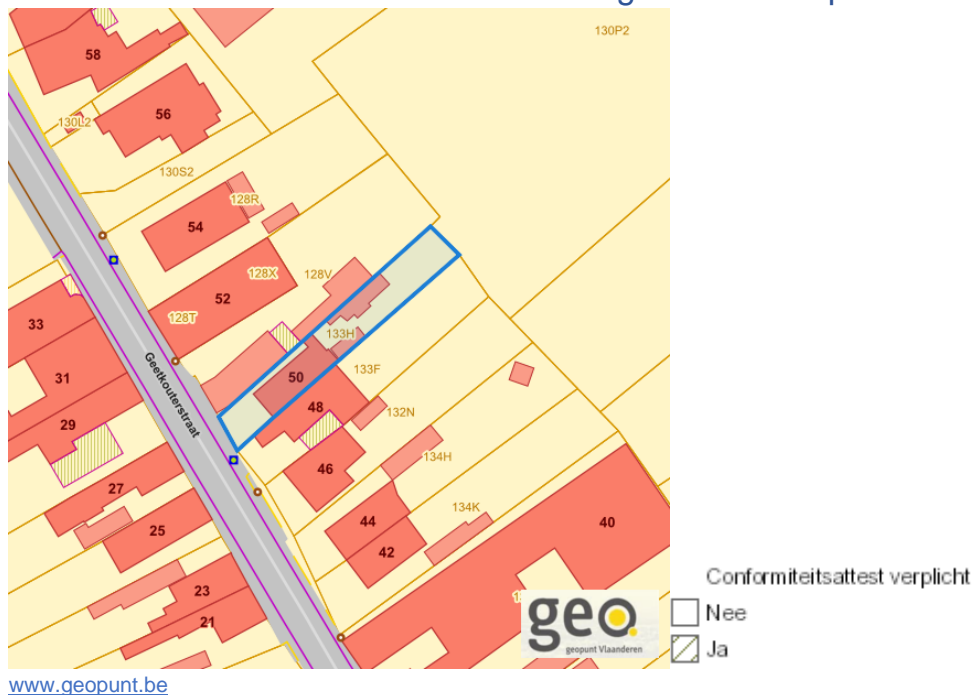 130P2
58
56
130L2
130S2
128R
54
128X
128V
52
33
128T
133H
Geetkouterstraat
31
50
133F
48
132N
29
46
134H
27
134K
44
40
25
42
23
21
geo
geopunt Vlaanderen
Conformiteitsattest verplicht
Nee
Ja
www.geopunt.be